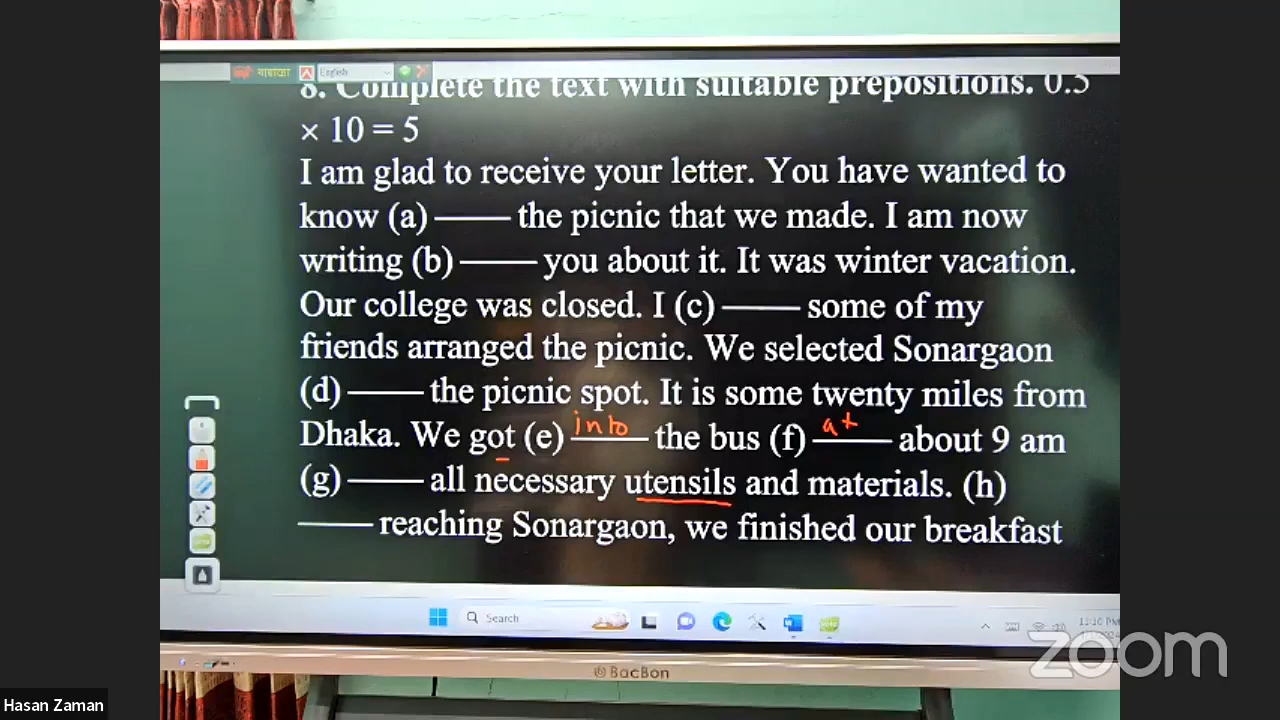 বায়ান্নো English
8. Complete the text with suitable prepositions. 0.5
× 10 = 5
I am glad to receive your letter. You have wanted to
know (a) —— the picnic that we made. I am now
writing (b) —— you about it. It was winter vacation.
Our college was closed. I (c) —— some of my
friends arranged the picnic. We selected Sonargaon
(d) —— the picnic spot. It is some twenty miles from
into at
Dhaka. We got (e) —— the bus (f) —— about 9 am
(g) —— all necessary utensils and materials. (h)
—— reaching Sonargaon, we finished our breakfast
Search
11:10 PM
BacBon
zoom
Hasan Zaman